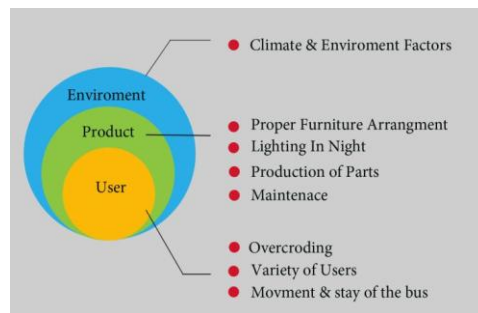 Climate & Enviroment Factors
Enviroment
Product
User
Proper Furniture Arrangment
Lighting In Night
Production of Parts
Maintenace
Overcroding
Variety of Users
Movment & stay of the bus